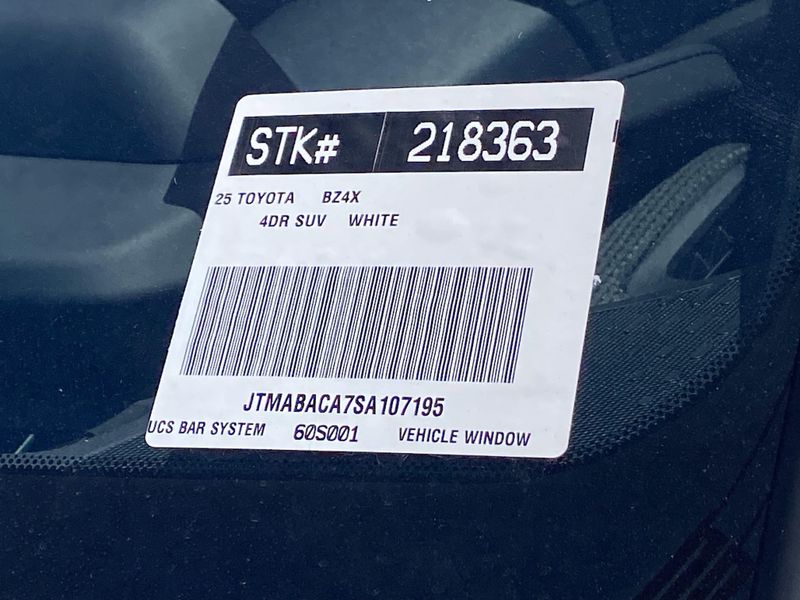 STK# 218363
25 TOYOTA BZ4X
4DR SUV WHITE
JTMABACA7SA107195
UCS BAR SYSTEM 60S001 VEHICLE WINDOW